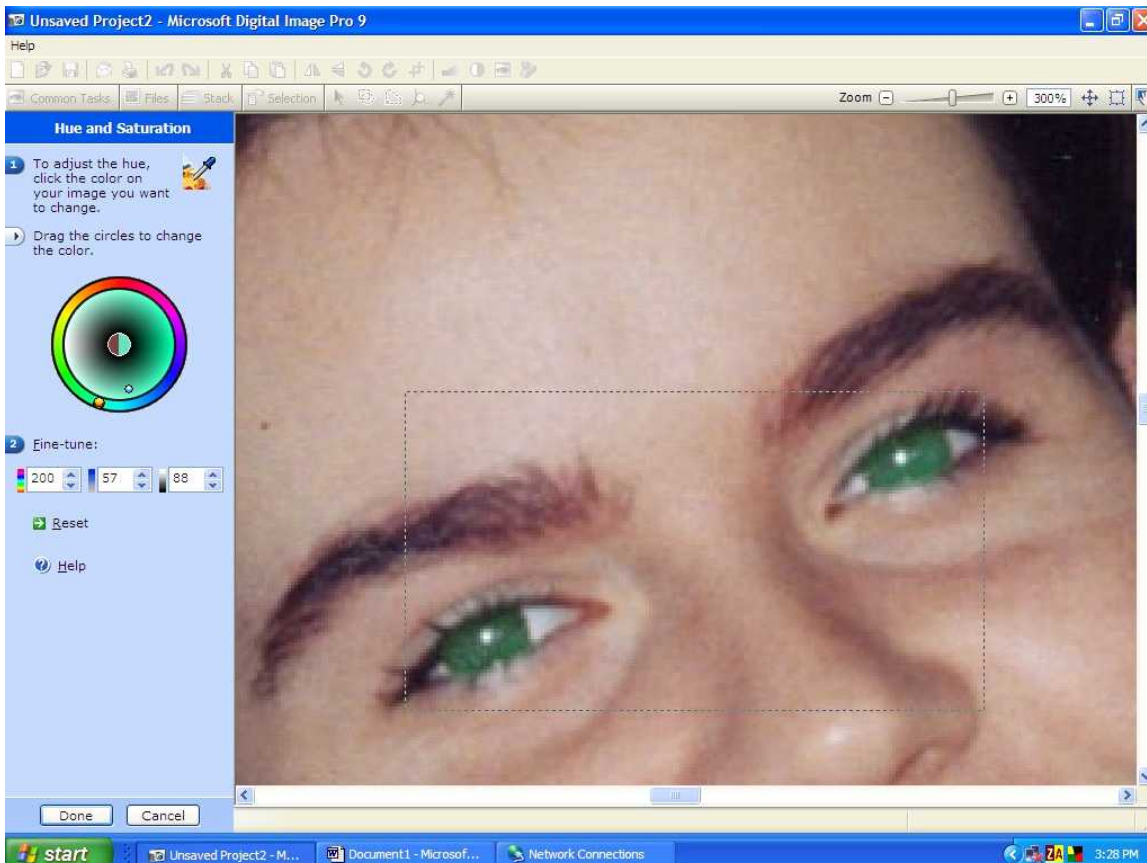 Unsaved Project2 - Microsoft Digital Image Pro 9
Help
Common Tasks Files Stack Selection Zoom 300%
Hue and Saturation
1 To adjust the hue,
click the color on
your image you want
to change.
Drag the circles to change
the color.
2 Fine-tune:
200 57 88
Reset
Help
Done Cancel
start Unsaved Project2 - M... Document1 - Microsof... Network Connections ZA 3:28 PM